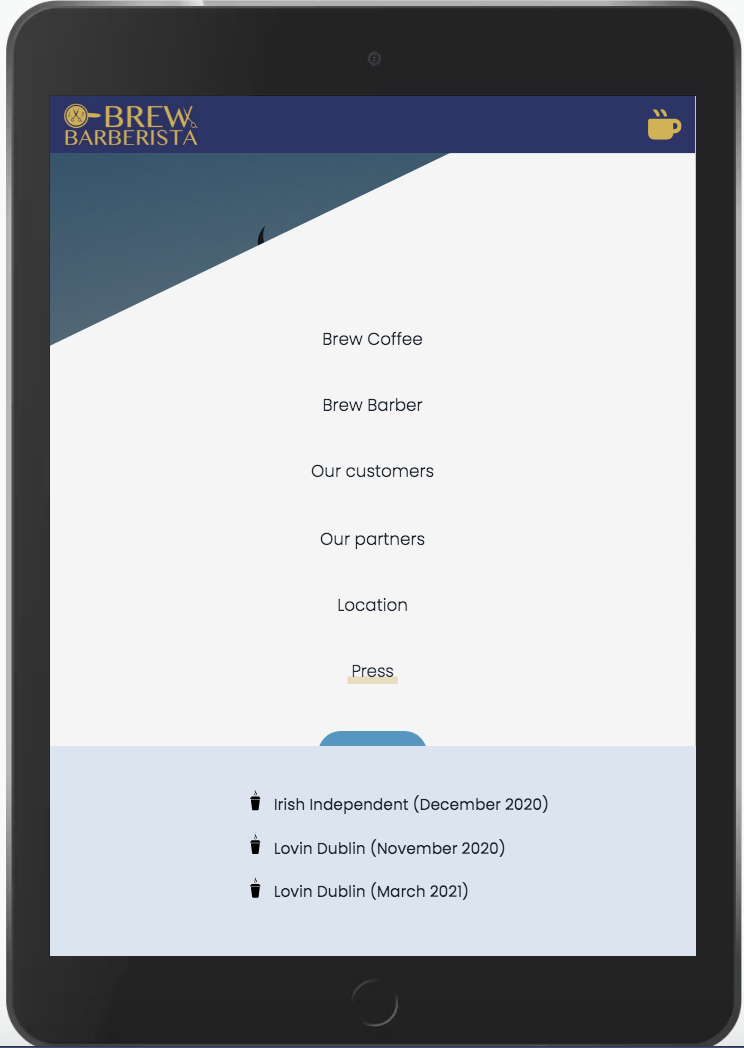 BREW
BARBERISTA
Brew Coffee
Brew Barber
Our customers
Our partners
Location
Press
Irish Independent (December 2020)
Lovin Dublin (November 2020)
Lovin Dublin (March 2021)